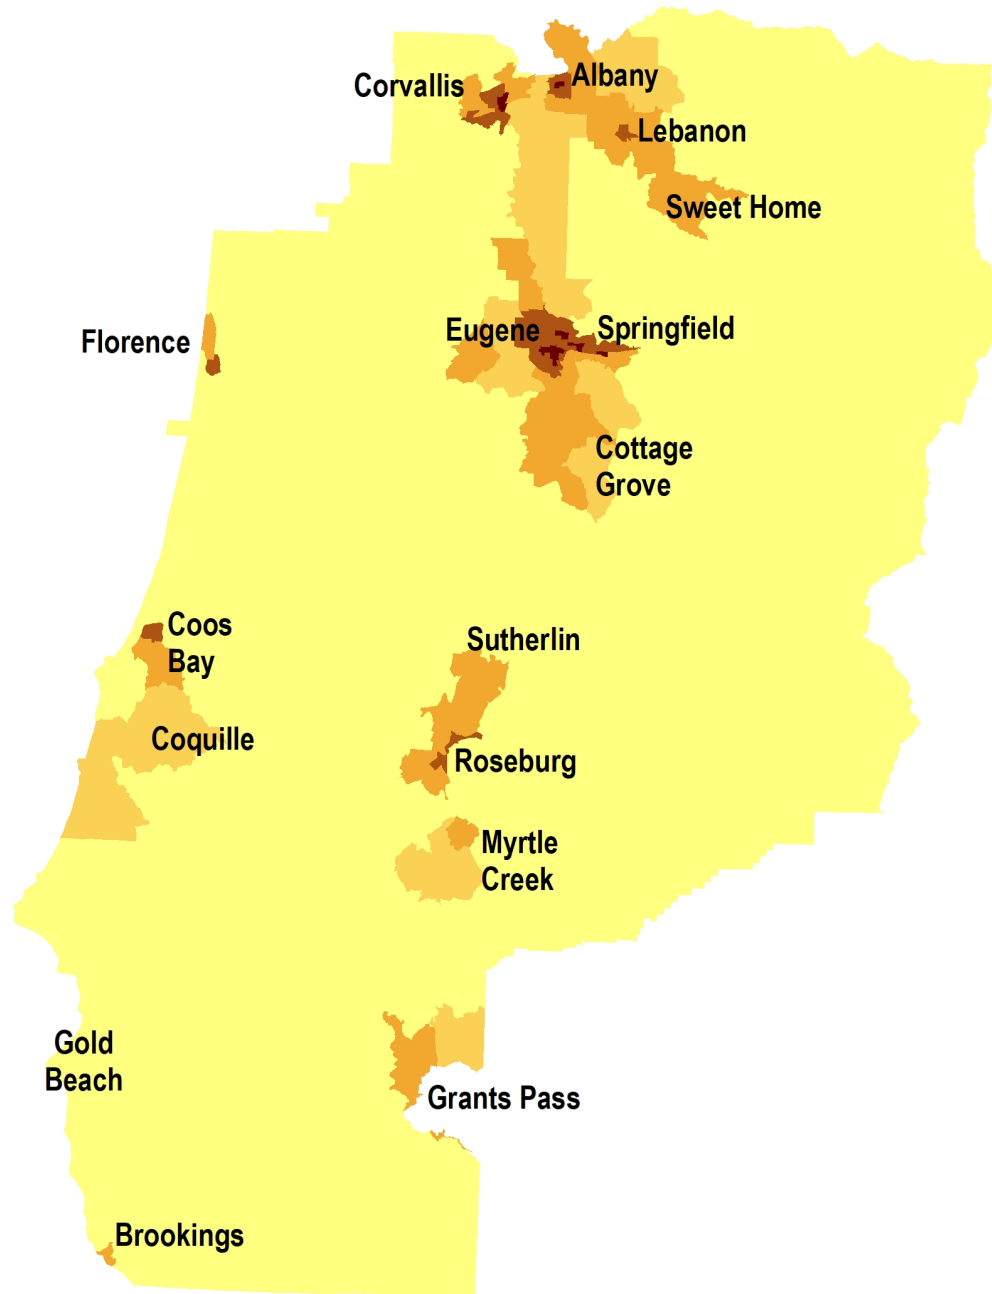 Corvallis
Albany
Lebanon
Sweet Home
Florence
Eugene
Springfield
Cottage
Grove
Coos
Bay
Sutherlin
Coquille
Roseburg
Myrtle
Creek
Gold
Beach
Grants Pass
Brookings